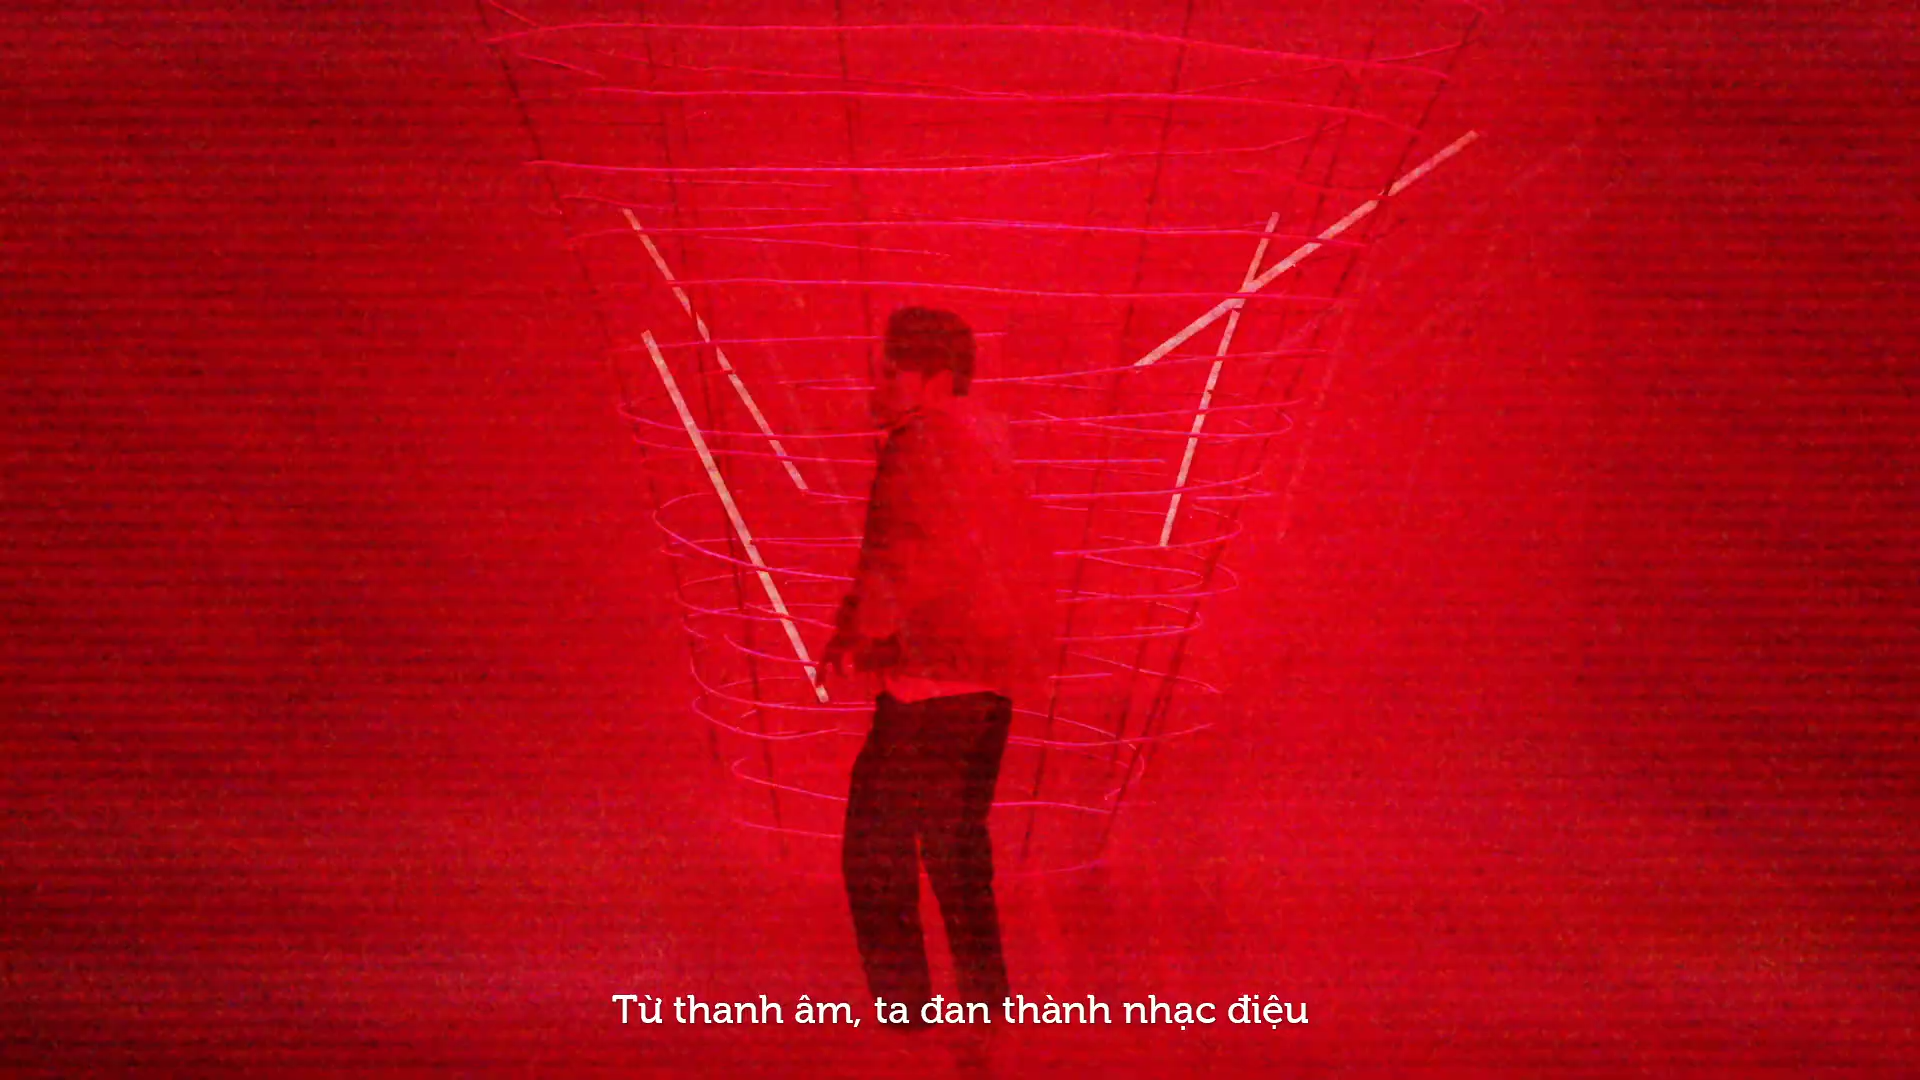 Từ thanh âm, ta đan thành nhạc điệu